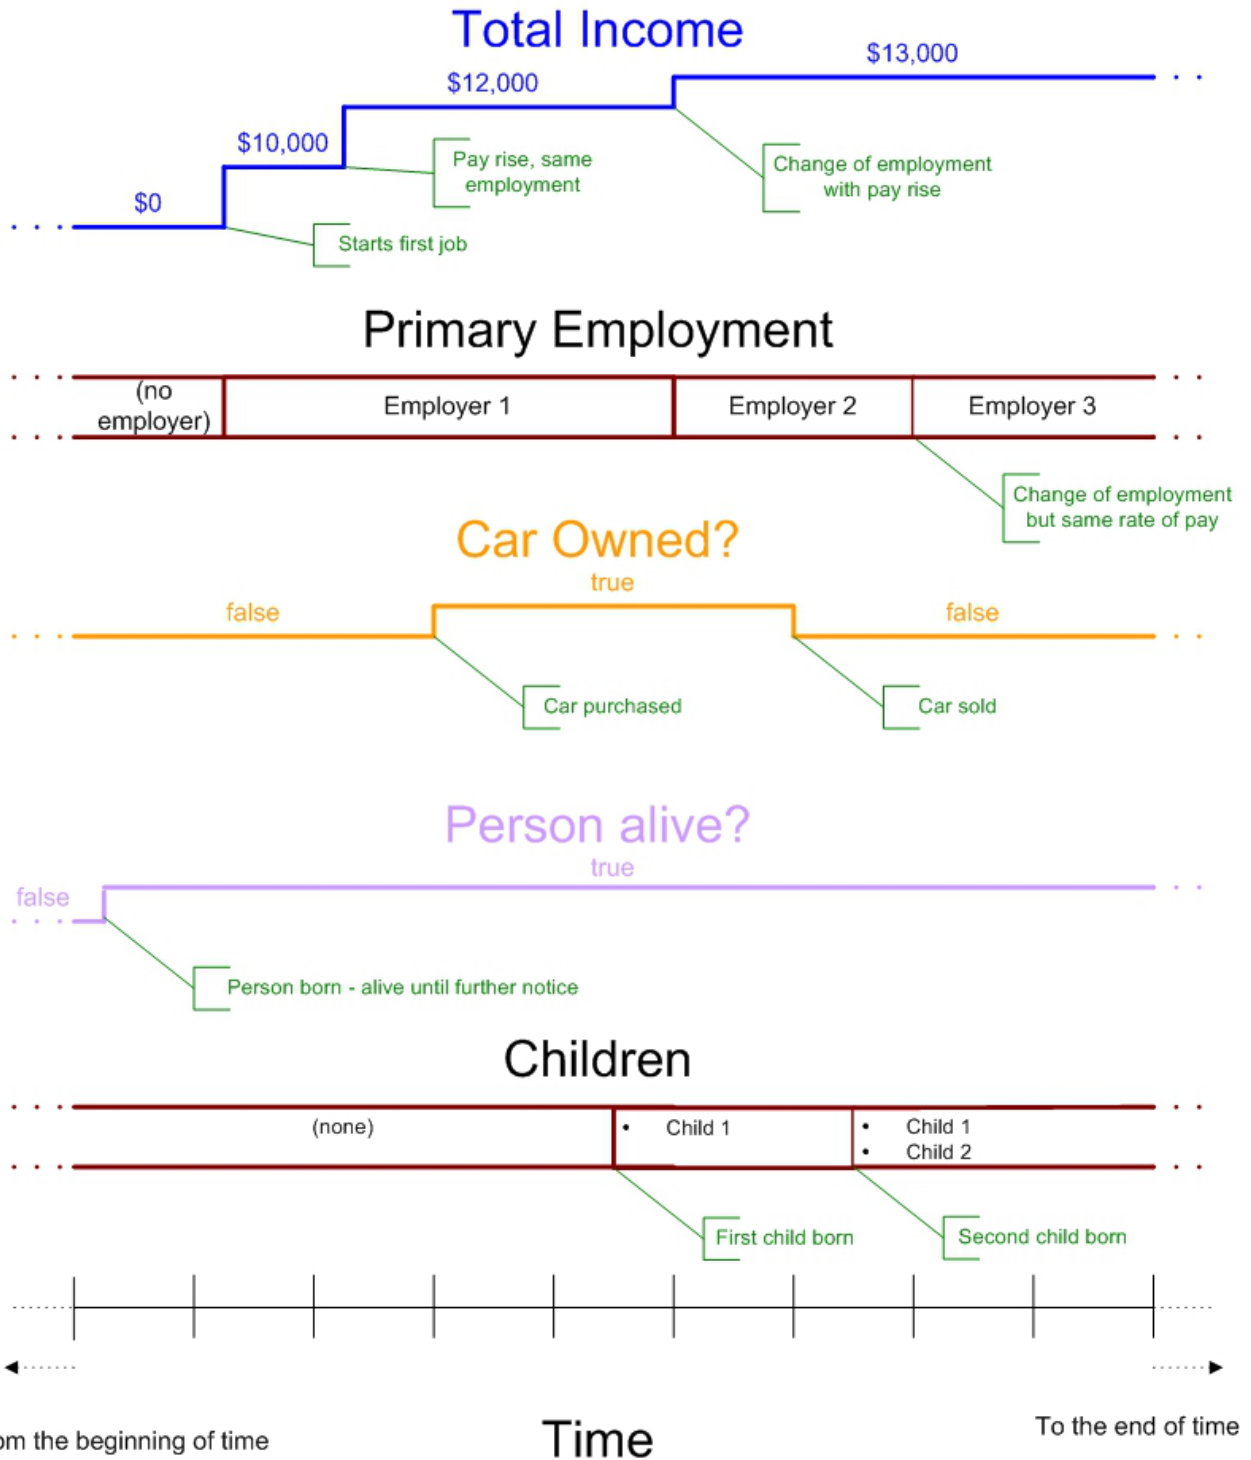 Total Income
$13,000
$12,000
$10,000
Pay rise, same
employment
Change of employment
with pay rise
$0
Starts first job
Primary Employment
(no
employer)
Employer 1
Employer 2
Employer 3
Change of employment
but same rate of pay
Car Owned?
true
false
false
Car purchased
Car sold
Person alive?
true
false
Person born - alive until further notice
Children
(none)
• Child 1
• Child 1
• Child 2
First child born
Second child born
To the end of time
om the beginning of time
Time